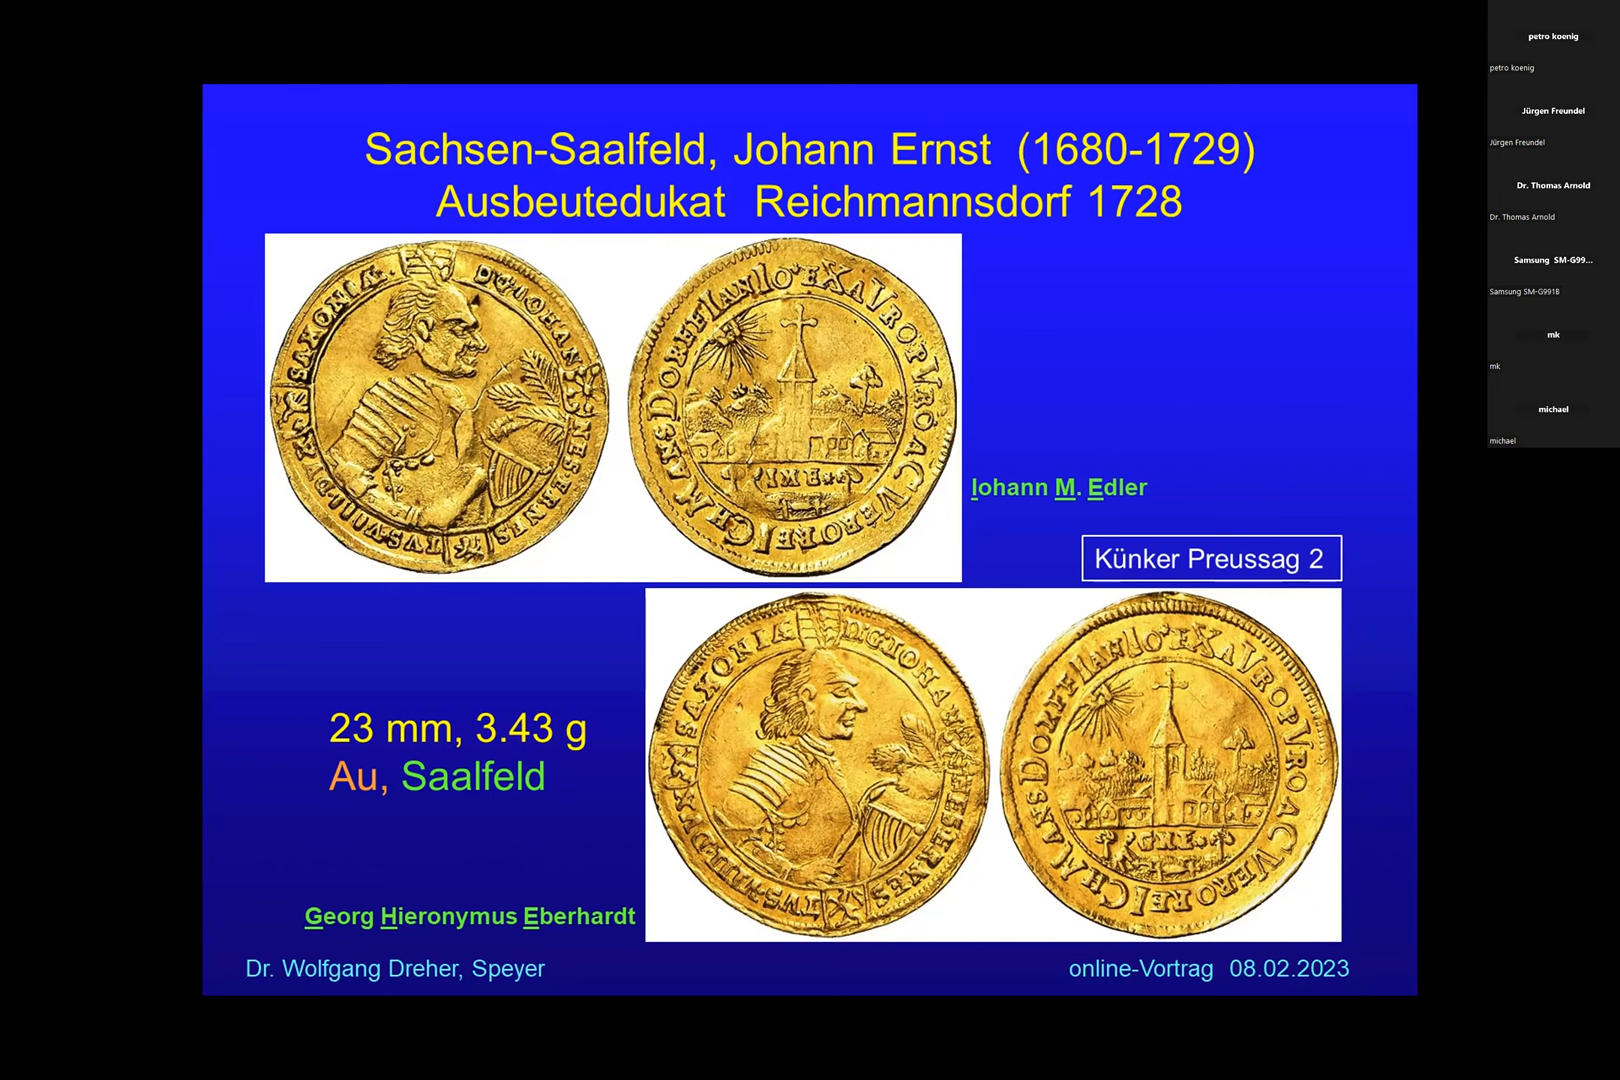 Sachsen-Saalfeld, Johann Ernst (1680-1729)
Ausbeutedukat Reichmannsdorf 1728
Iohann M. Edler
Künker Preussag 2
23 mm, 3.43 g
Au, Saalfeld
Georg Hieronymus Eberhardt
Dr. Wolfgang Dreher, Speyer
online-Vortrag 08.02.2023
petro koenig
petro koenig
Jürgen Freundel
Jürgen Freundel
Dr. Thomas Arnold
Dr. Thomas Arnold
Samsung SM-G99...
Samsung SM-G991B
mk
mk
michael
michael